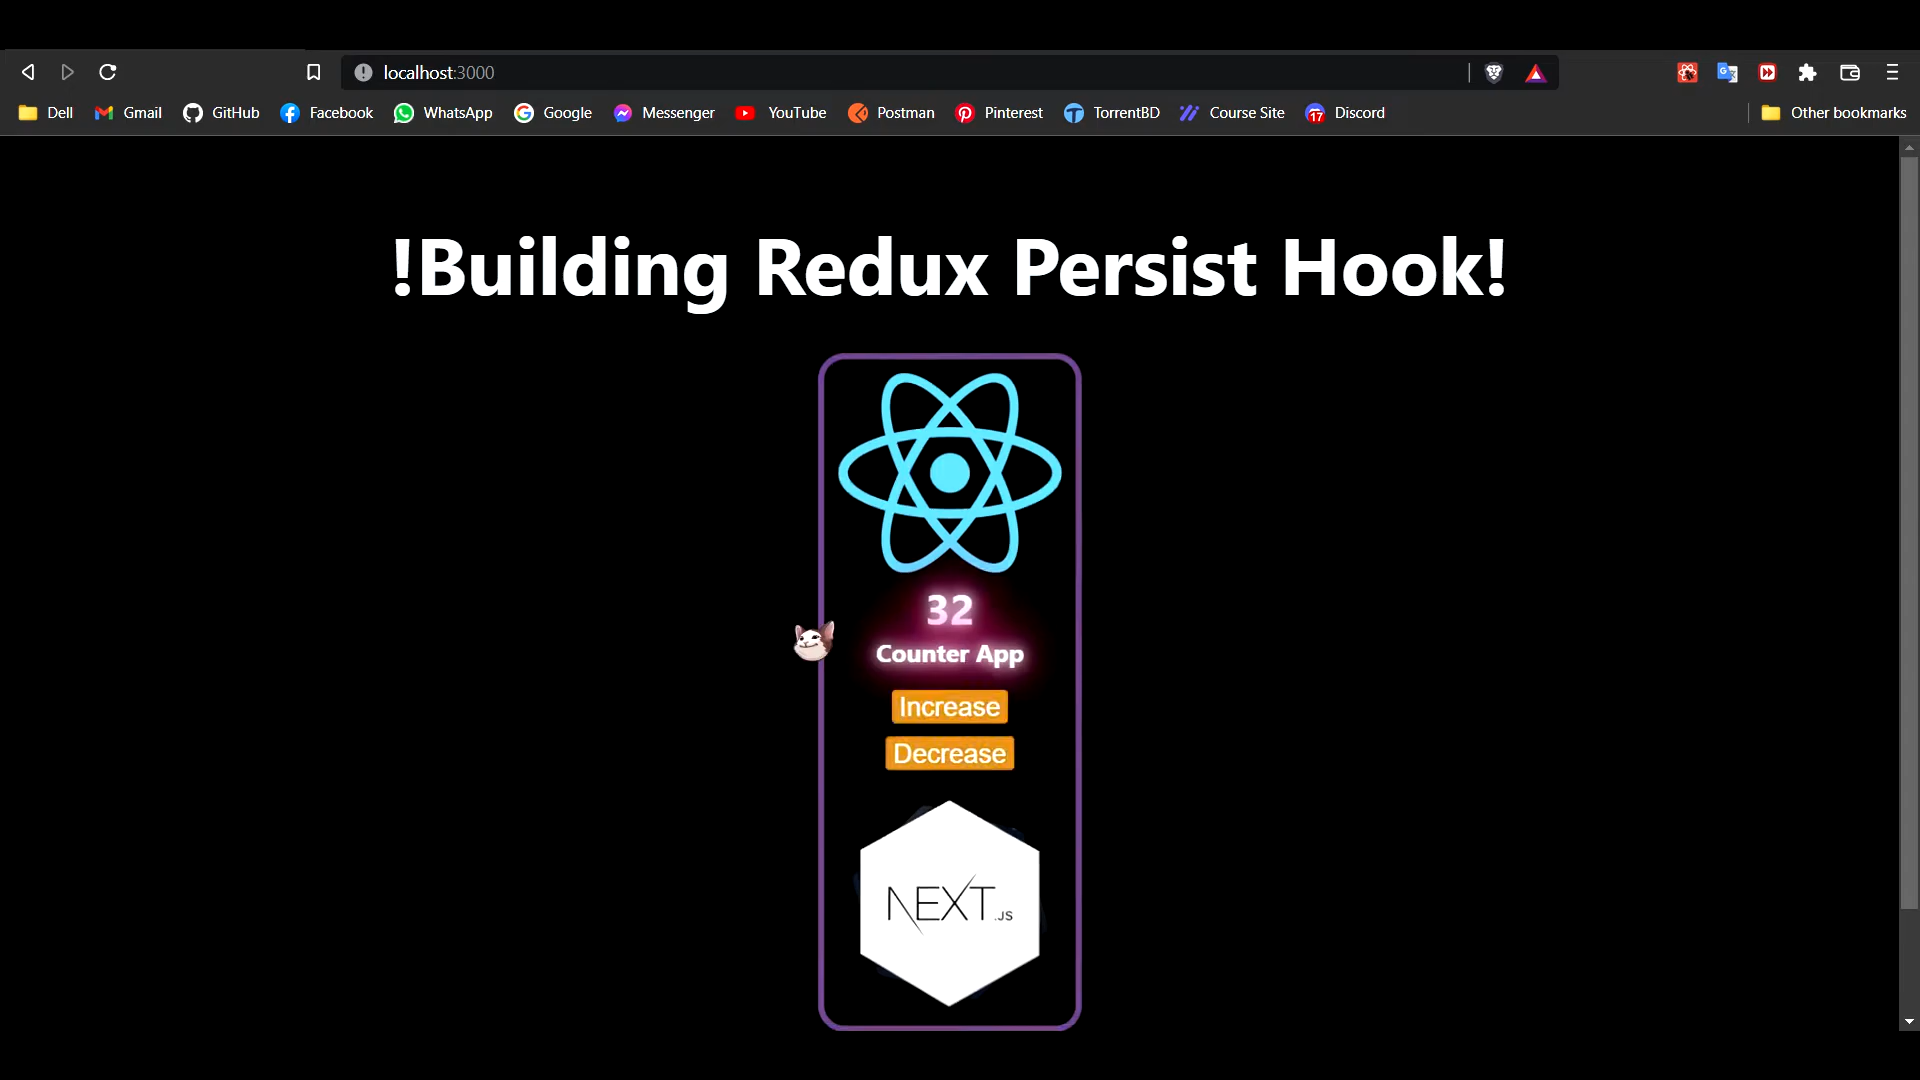 localhost:3000
Dell Gmail GitHub Facebook WhatsApp Google Messenger YouTube Postman Pinterest TorrentBD Course Site 17 Discord Other bookmarks
!Building Redux Persist Hook!
32
Counter App
Increase
Decrease
NEXT.JS